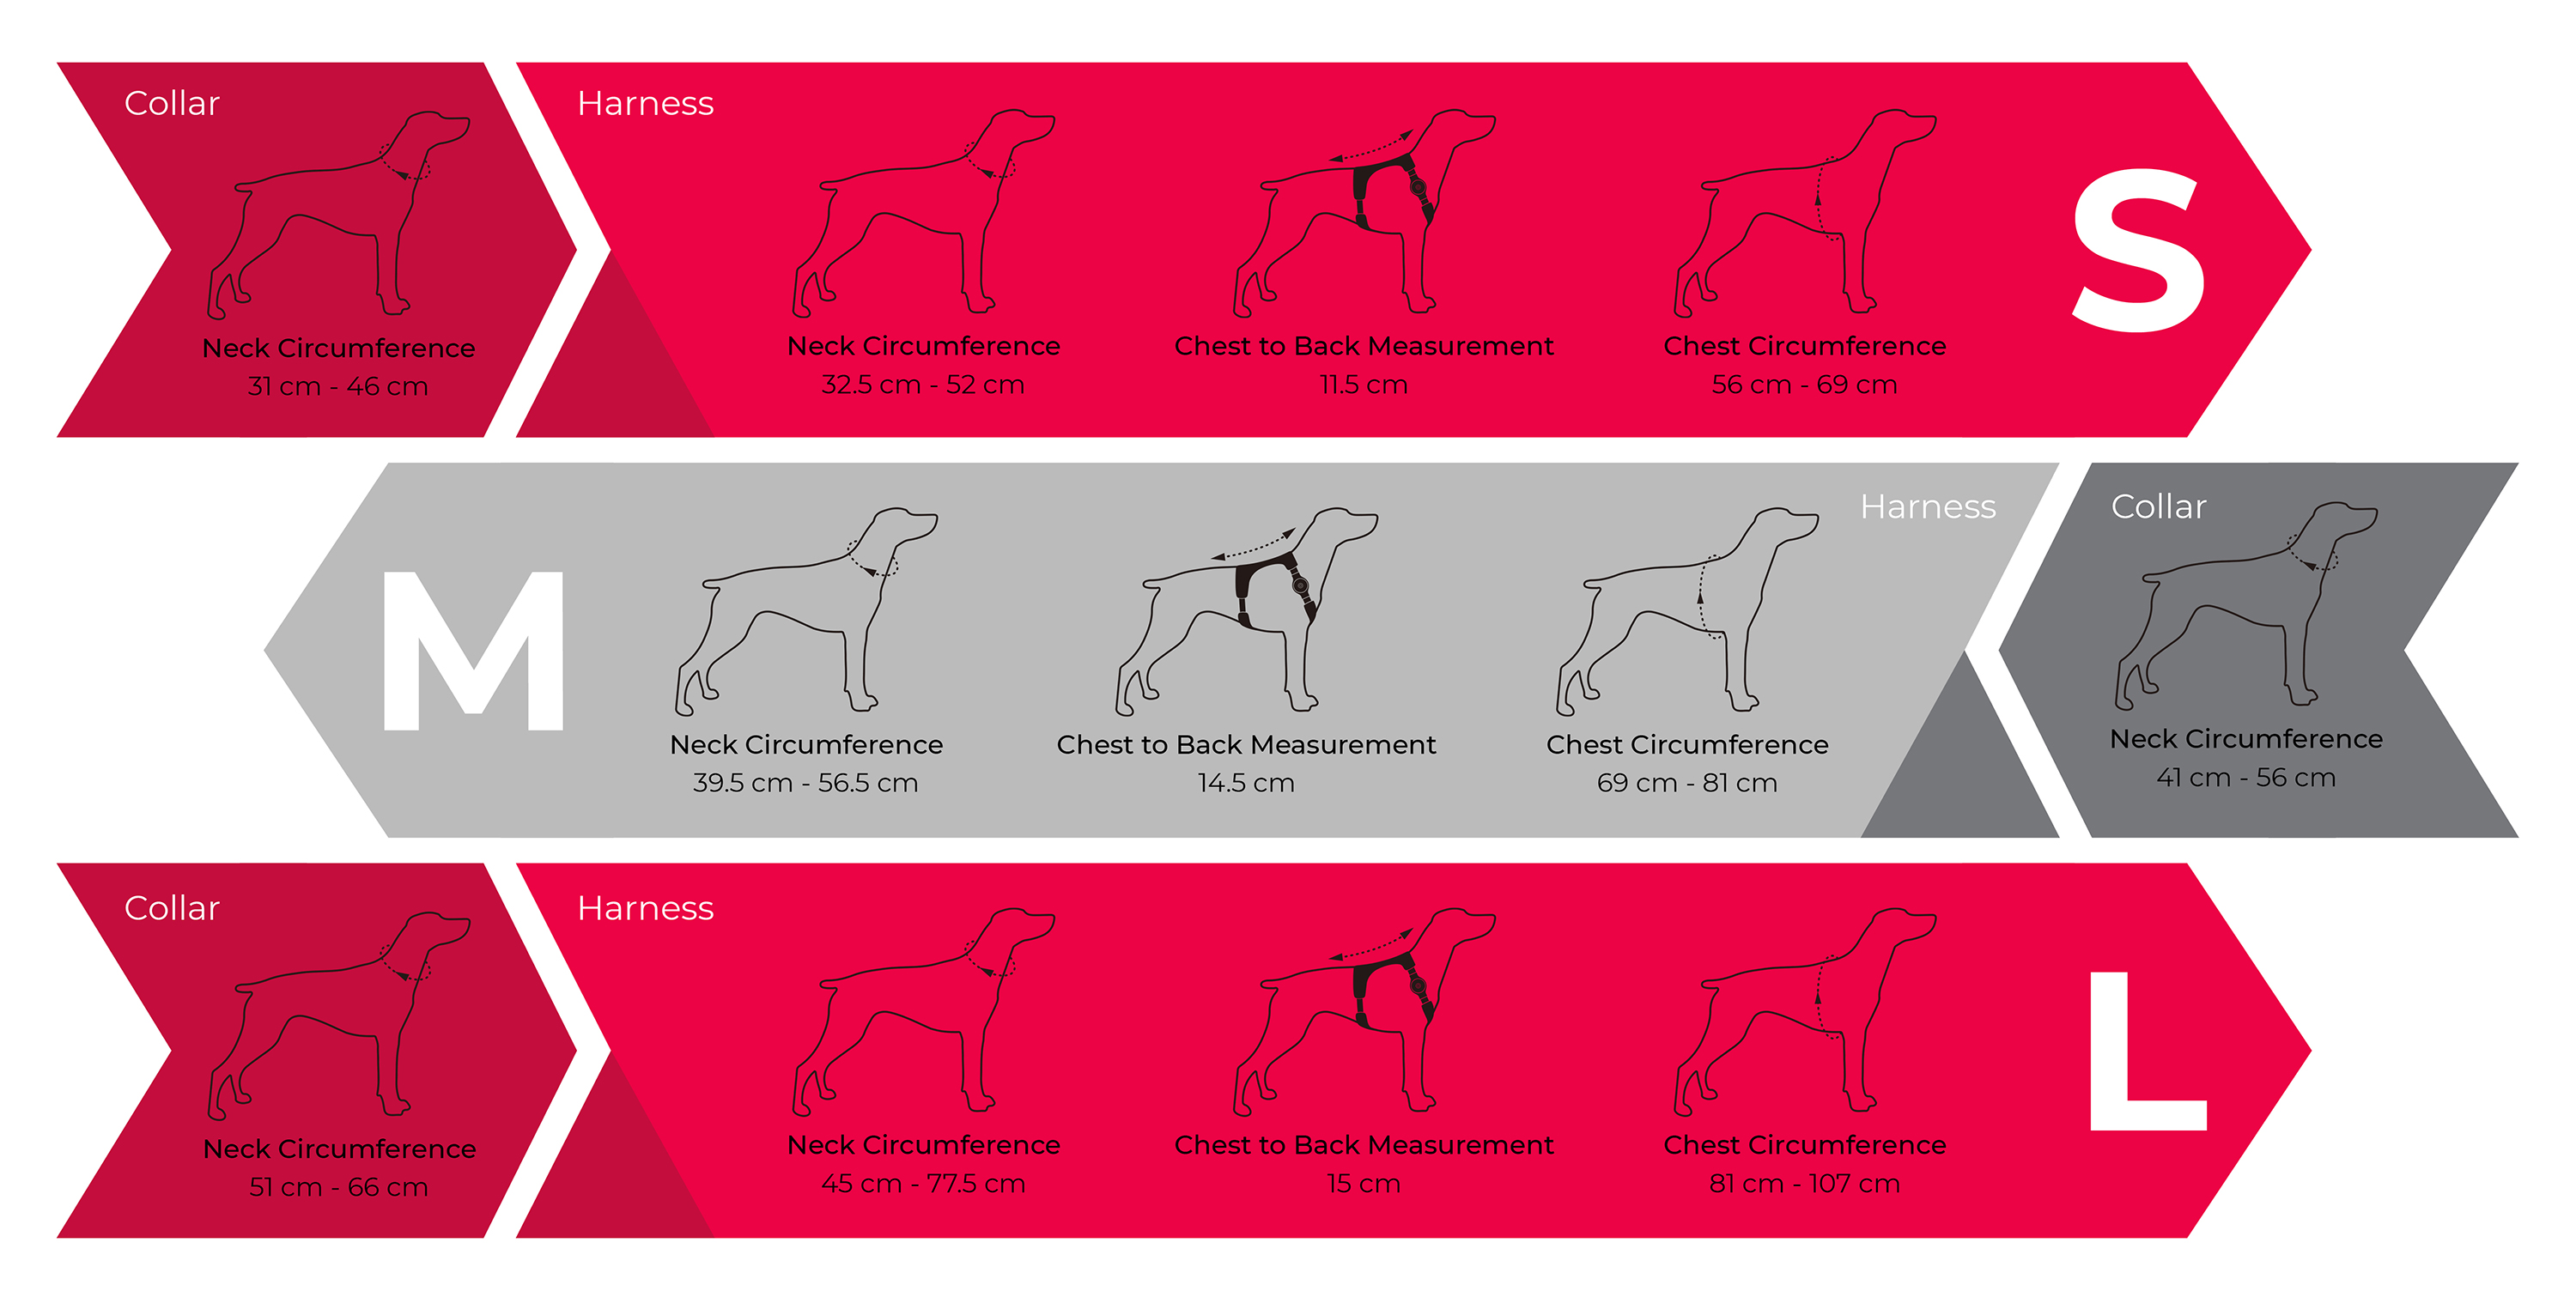 Collar
Neck Circumference
31 cm - 46 cm
Harness
Neck Circumference
32.5 cm - 52 cm
Chest to Back Measurement
11.5 cm
Chest Circumference
56 cm - 69 cm
S
M
Harness
Neck Circumference
39.5 cm - 56.5 cm
Chest to Back Measurement
14.5 cm
Chest Circumference
69 cm - 81 cm
Collar
Neck Circumference
41 cm - 56 cm
Collar
Neck Circumference
51 cm - 66 cm
Harness
Neck Circumference
45 cm - 77.5 cm
Chest to Back Measurement
15 cm
Chest Circumference
81 cm - 107 cm
L